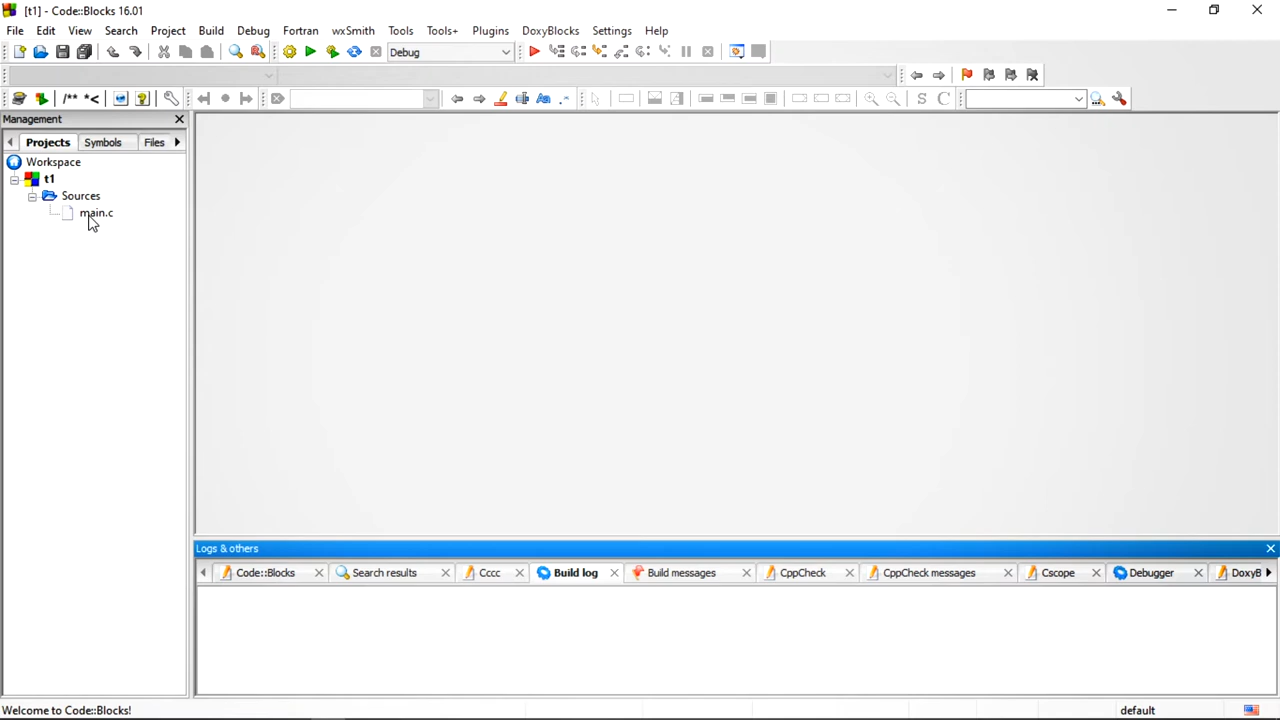 [t1] - Code::Blocks 16.01
File Edit View Search Project Build Debug Fortran wxSmith Tools Tools+ Plugins DoxyBlocks Settings Help
Debug
/** *<
Aa .*
S C
Management
Projects Symbols Files
Workspace
t1
Sources
main.c
Logs & others
Code::Blocks Search results Cccc Build log Build messages CppCheck CppCheck messages Cscope Debugger DoxyB
Welcome to Code::Blocks! default